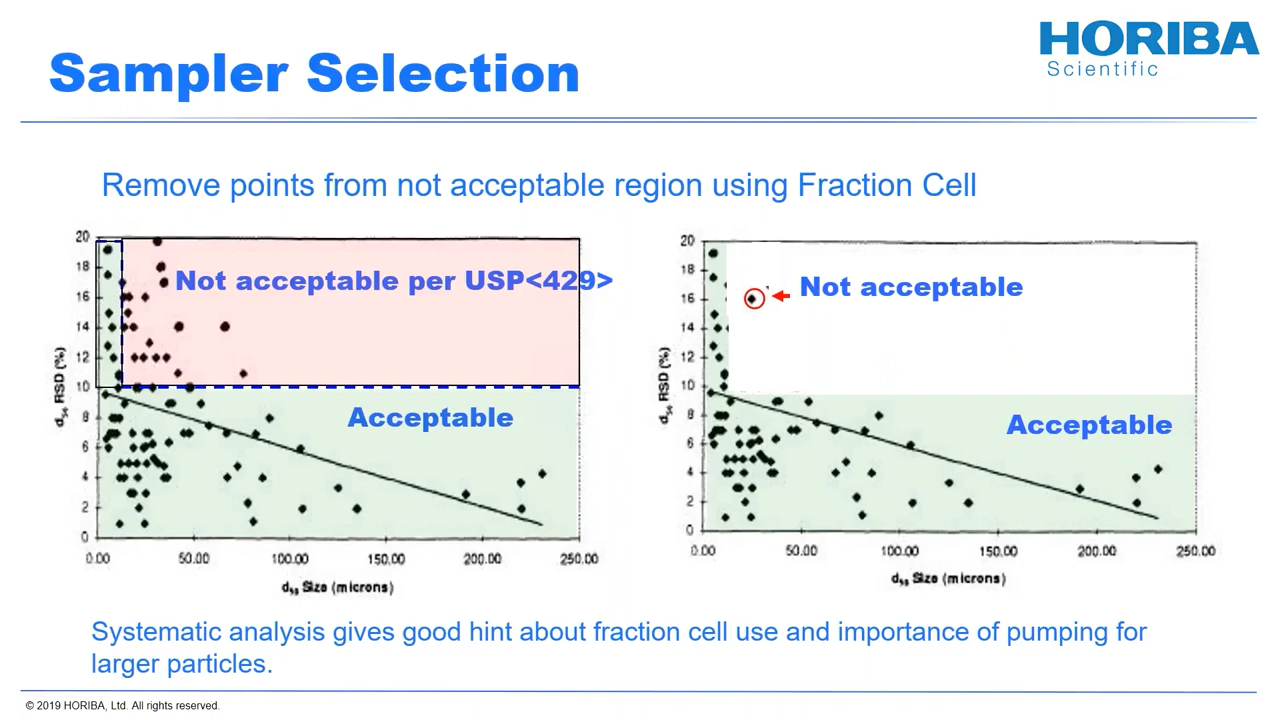 HORIBA
Scientific
Sampler Selection
Remove points from not acceptable region using Fraction Cell
20
18
16
14
12
10
8
6
4
2
0
d50 RSD (%)
Not acceptable per USP<429>
Acceptable
0.00 50.00 100.00 150.00 200.00 250.00
d50 Size (microns)
20
18
16
14
12
10
8
6
4
2
0
d50 RSD (%)
Not acceptable
Acceptable
0.00 50.00 100.00 150.00 200.00 250.00
d50 Size (microns)
Systematic analysis gives good hint about fraction cell use and importance of pumping for
larger particles.
© 2019 HORIBA, Ltd. All rights reserved.